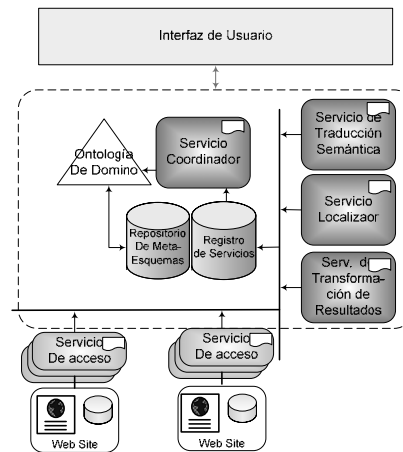 Interfaz de Usuario
Servicio de
Traducción
Semántica
Servicio
Coordinador
Ontología
De Domino
Servicio
Localizaor
Repositorio
De Meta-
Esquemas
Registro
de Servicios
Serv. de
Transforma-
ción de
Resultados
Servicio
De acceso
Servicio
De acceso
Web Site
Web Site